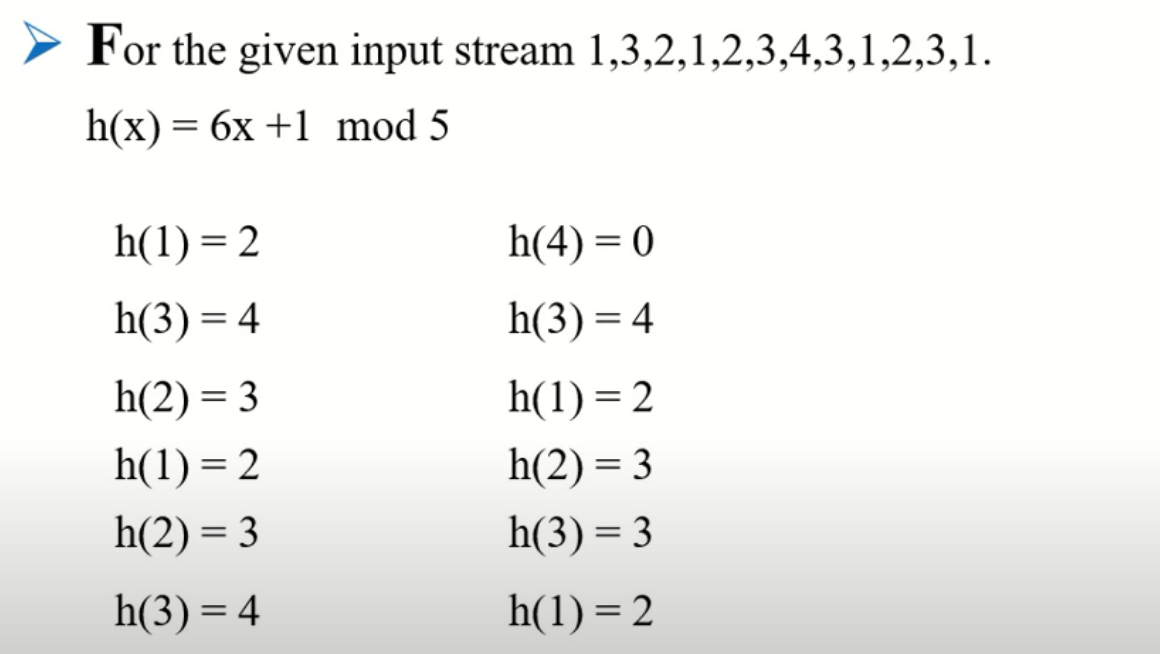 For the given input stream 1,3,2,1,2,3,4,3,1,2,3,1.
h(x) = 6x +1 mod 5
h(1) = 2
h(3) = 4
h(2) = 3
h(1) = 2
h(2) = 3
h(3) = 4
h(4) = 0
h(3) = 4
h(1) = 2
h(2) = 3
h(3) = 3
h(1) = 2